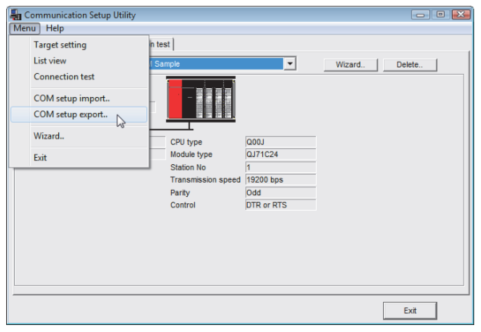 Communication Setup Utility
Menu Help
Target setting
List view
Connection test
COM setup import..
COM setup export..
Wizard..
Exit
n test
Sample
Wizard.. Delete..
CPU type Q00J
Module type QJ71C24
Station No 1
Transmission speed 19200 bps
Parity Odd
Control DTR or RTS
Exit